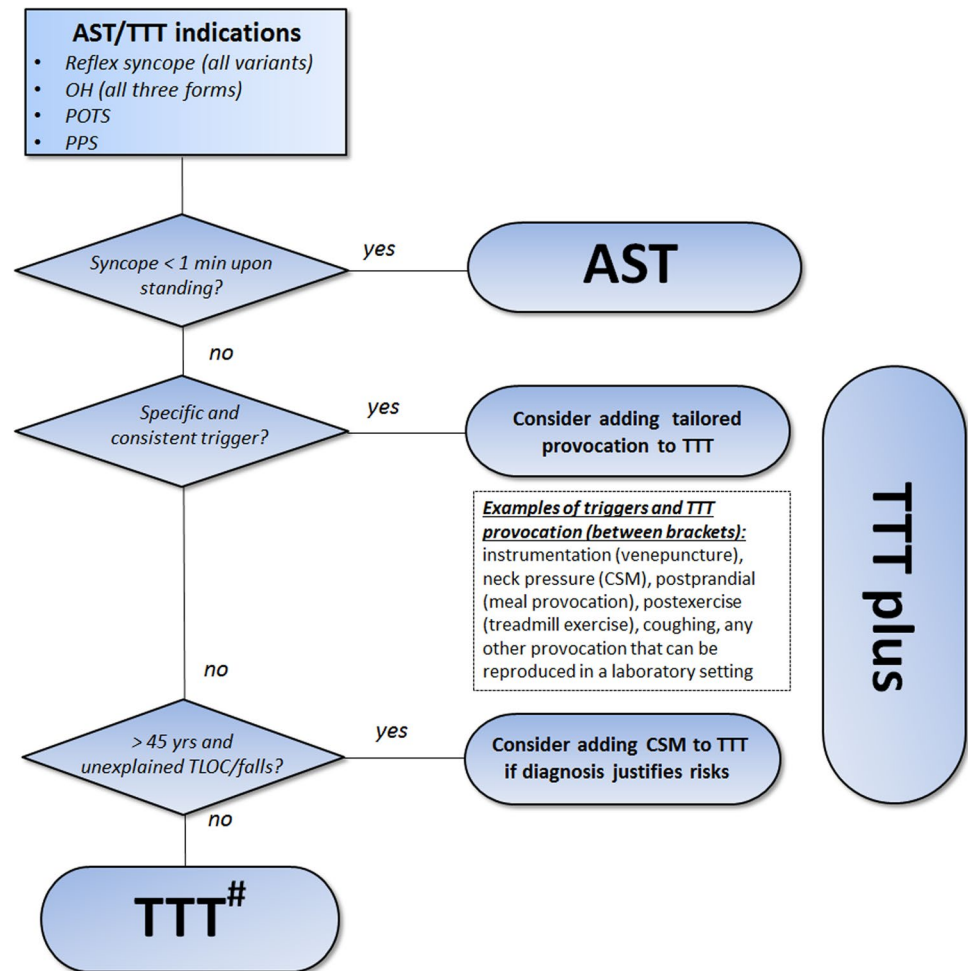 AST/TTT indications
• Reflex syncope (all variants)
• OH (all three forms)
• POTS
• PPS
Syncope < 1 min upon
standing?
yes
AST
no
Specific and
consistent trigger?
yes
Consider adding tailored
provocation to TTT
Examples of triggers and TTT
provocation (between brackets):
instrumentation (venepuncture),
neck pressure (CSM), postprandial
(meal provocation), postexercise
(treadmill exercise), coughing, any
other provocation that can be
reproduced in a laboratory setting
TTT plus
no
> 45 yrs and
unexplained TLOC/falls?
yes
Consider adding CSM to TTT
if diagnosis justifies risks
no
TTT#